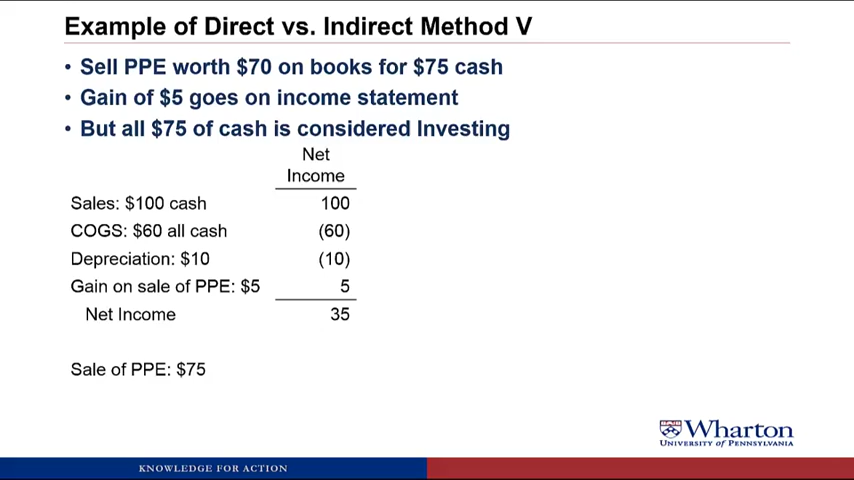 Example of Direct vs. Indirect Method V
• Sell PPE worth $70 on books for $75 cash
• Gain of $5 goes on income statement
• But all $75 of cash is considered Investing
Net
Income
Sales: $100 cash 100
COGS: $60 all cash (60)
Depreciation: $10 (10)
Gain on sale of PPE: $5 5
Net Income 35
Sale of PPE: $75
Wharton
UNIVERSITY OF PENNSYLVANIA
KNOWLEDGE FOR ACTION